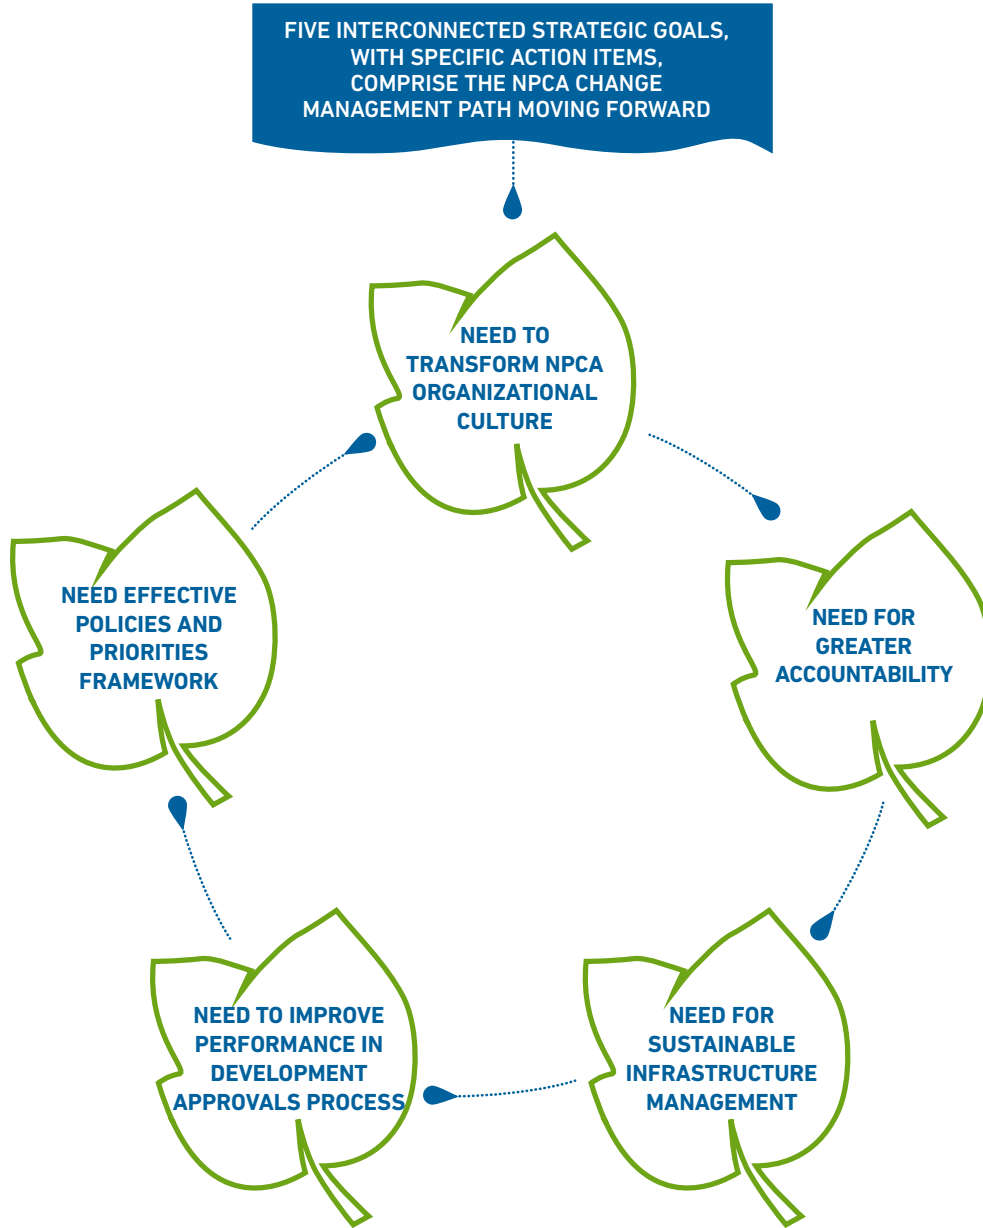 FIVE INTERCONNECTED STRATEGIC GOALS,
WITH SPECIFIC ACTION ITEMS,
COMPRISE THE NPCA CHANGE
MANAGEMENT PATH MOVING FORWARD
NEED TO
TRANSFORM NPCA
ORGANIZATIONAL
CULTURE
NEED FOR
GREATER
ACCOUNTABILITY
NEED FOR
SUSTAINABLE
INFRASTRUCTURE
MANAGEMENT
NEED TO IMPROVE
PERFORMANCE IN
DEVELOPMENT
APPROVALS PROCESS
NEED EFFECTIVE
POLICIES AND
PRIORITIES
FRAMEWORK